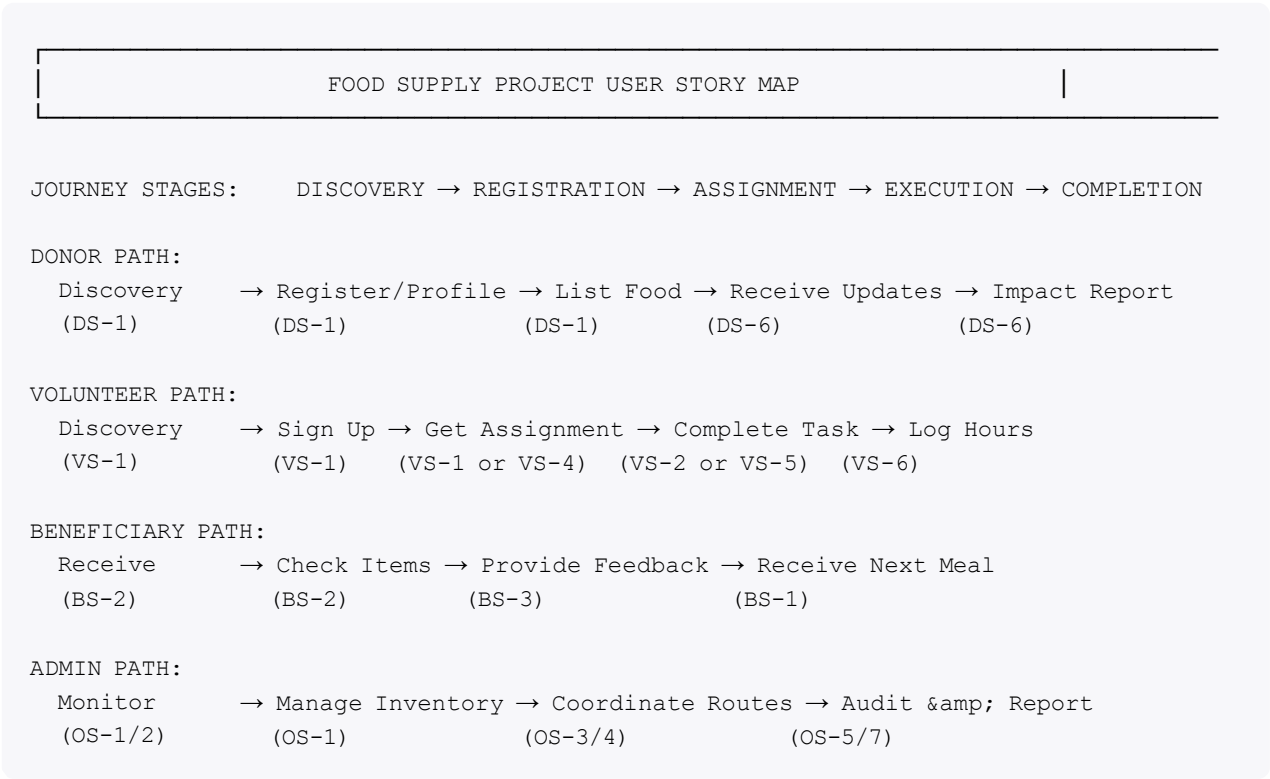 FOOD SUPPLY PROJECT USER STORY MAP
JOURNEY STAGES: DISCOVERY → REGISTRATION → ASSIGNMENT → EXECUTION → COMPLETION
DONOR PATH:
Discovery → Register/Profile → List Food → Receive Updates → Impact Report
(DS-1) (DS-1) (DS-1) (DS-6) (DS-6)
VOLUNTEER PATH:
Discovery → Sign Up → Get Assignment → Complete Task → Log Hours
(VS-1) (VS-1) (VS-1 or VS-4) (VS-2 or VS-5) (VS-6)
BENEFICIARY PATH:
Receive → Check Items → Provide Feedback → Receive Next Meal
(BS-2) (BS-2) (BS-3) (BS-1)
ADMIN PATH:
Monitor → Manage Inventory → Coordinate Routes → Audit &amp; Report
(OS-1/2) (OS-1) (OS-3/4) (OS-5/7)